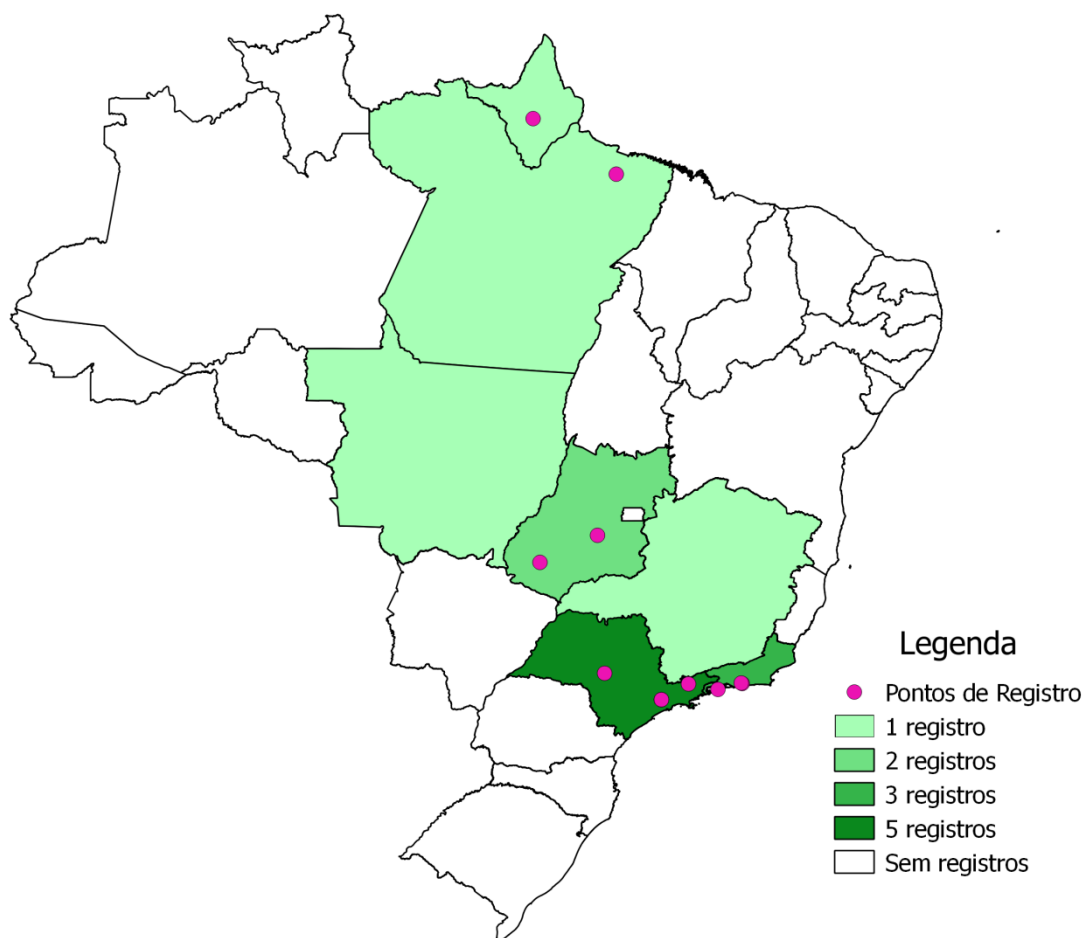 Legenda
Pontos de Registro
1 registro
2 registros
3 registros
5 registros
Sem registros